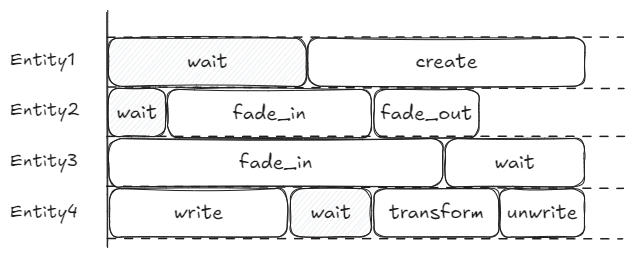 Entity1 wait create
Entity2 wait fade_in fade_out
Entity3 fade_in wait
Entity4 write wait transform unwrite